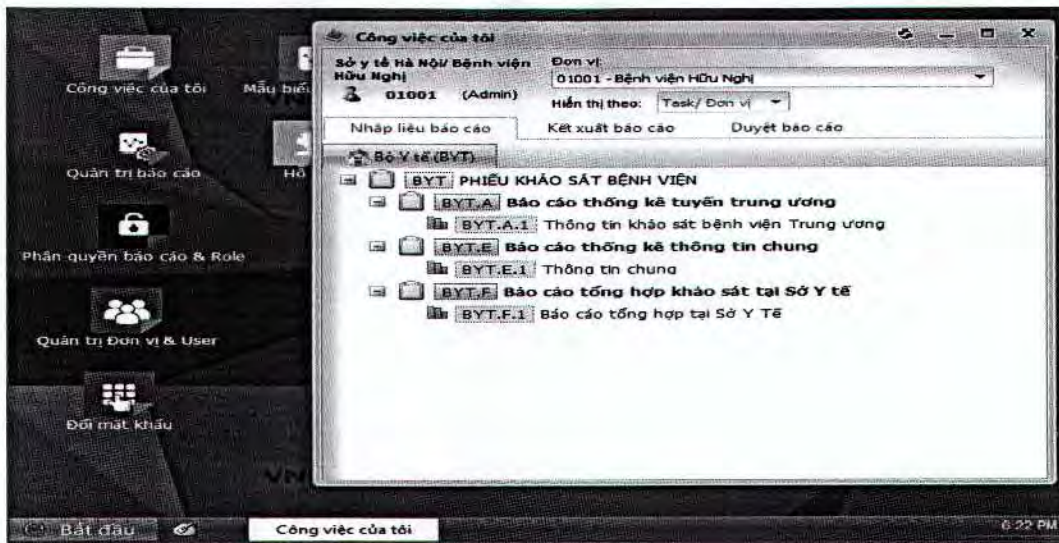 Công việc của tôi
Mẫu biể
Quản trị báo cáo
Hồ
Phân quyền báo cáo & Role
Quản trị Đơn vị & User
Đổi mật khẩu
VN
Công việc của tôi
Sở y tế Hà Nội/ Bệnh viện Hữu Nghị
01001 (Admin)
Đơn vị:
01001 - Bệnh viện Hữu Nghị
Hiển thị theo: Task/ Đơn vị
Nhập liệu báo cáo Kết xuất báo cáo Duyệt báo cáo
Bộ Y tế (BYT)
BYT PHIẾU KHẢO SÁT BỆNH VIỆN
BYT.A Báo cáo thống kê tuyến trung ương
BYT.A.1 Thông tin khảo sát bệnh viện Trung ương
BYT.E Báo cáo thống kê thông tin chung
BYT.E.1 Thông tin chung
BYT.F Báo cáo tổng hợp khảo sát tại Sở Y tế
BYT.F.1 Báo cáo tổng hợp tại Sở Y Tế
Bắt đầu Công việc của tôi 6:22 PM